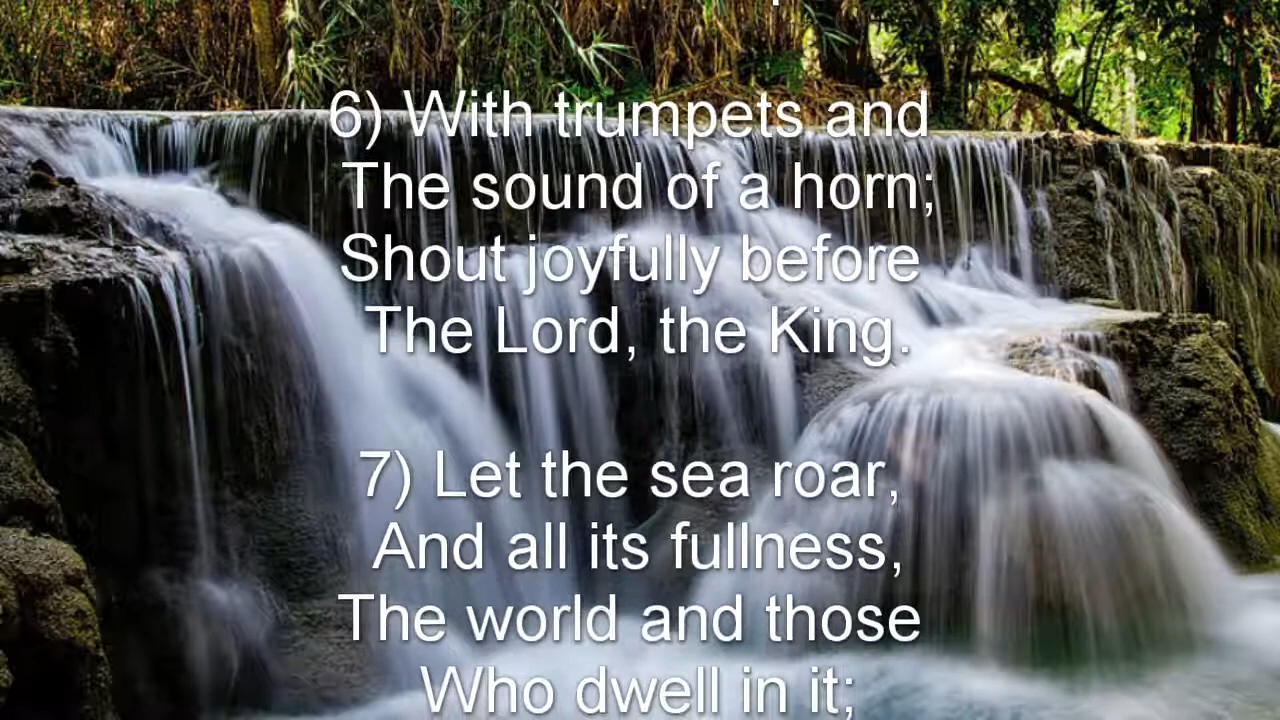 6) With trumpets and
The sound of a horn;
Shout joyfully before
The Lord, the King.
7) Let the sea roar,
And all its fullness,
The world and those
Who dwell in it;